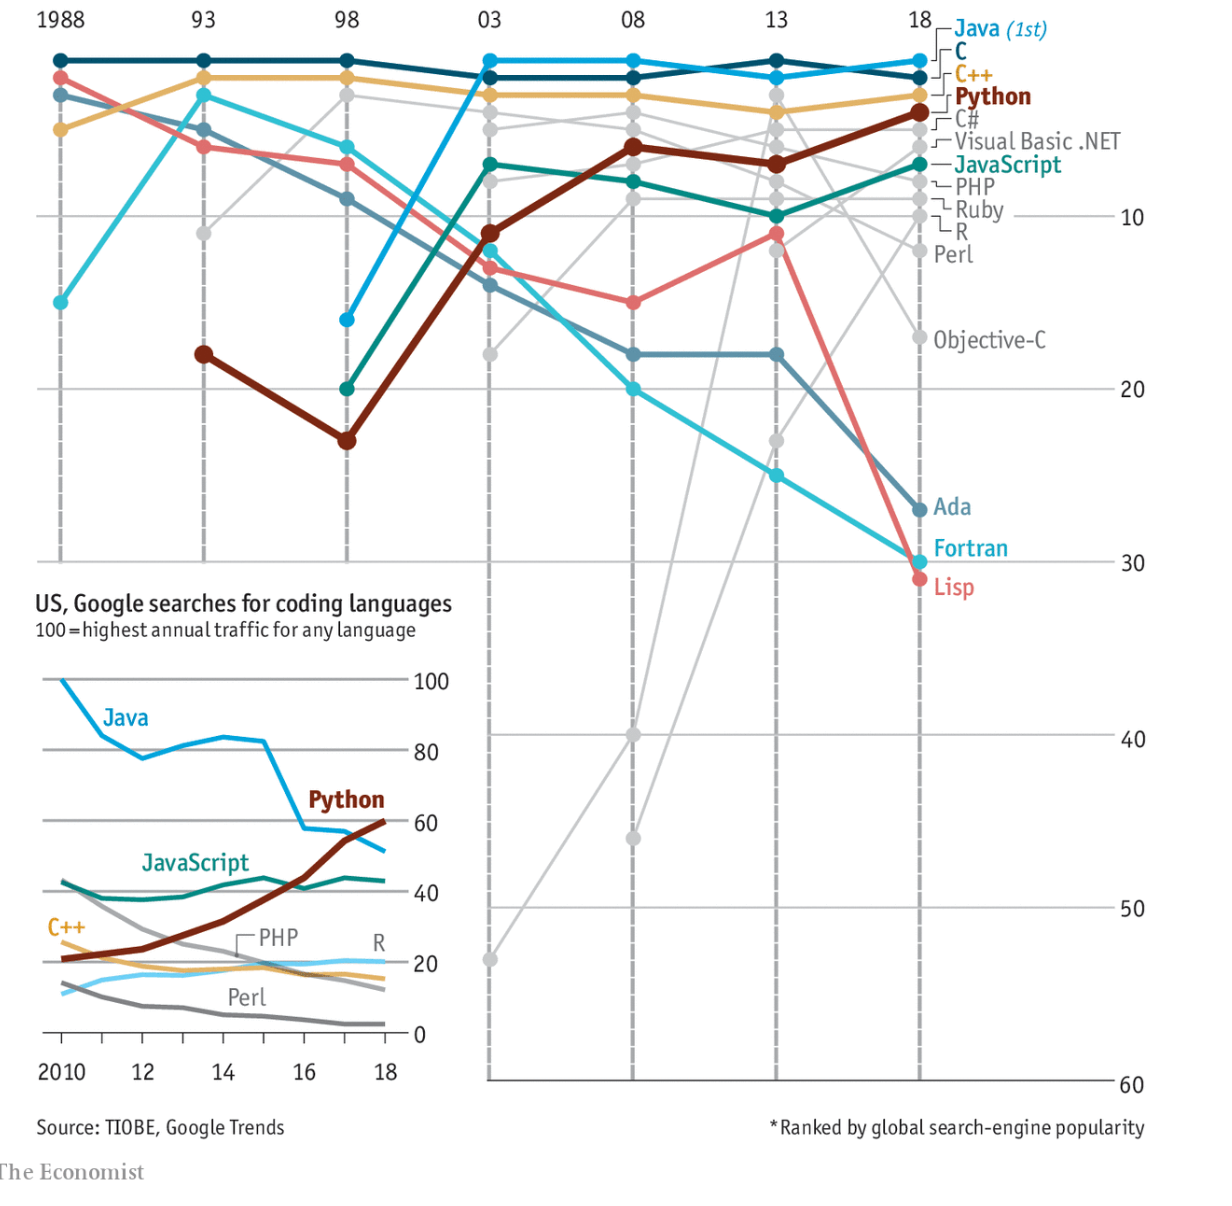 1988 93 98 03 08 13 18
Java (1st)
C
C++
Python
C#
Visual Basic .NET
JavaScript
PHP
Ruby
10
R
Perl
Objective-C
20
Ada
Fortran
30
Lisp
40
50
60
US, Google searches for coding languages
100=highest annual traffic for any language
100
Java
80
Python
60
JavaScript
40
C++
PHP
R
20
Perl
0
2010 12 14 16 18
Source: TIOBE, Google Trends
*Ranked by global search-engine popularity
The Economist